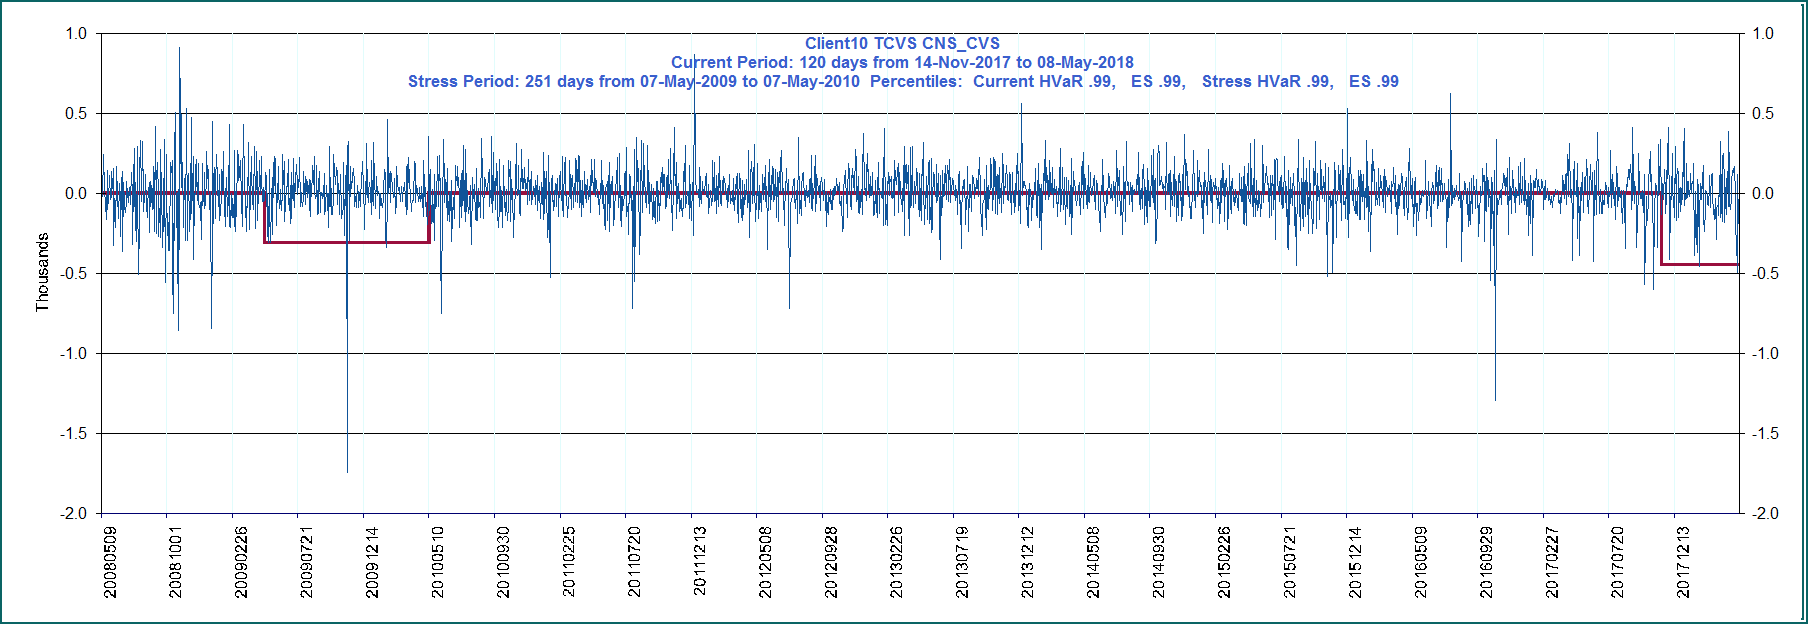 Client10 TCVS CNS_CVS
Current Period: 120 days from 14-Nov-2017 to 08-May-2018
Stress Period: 251 days from 07-May-2009 to 07-May-2010  Percentiles:  Current HVaR .99,   ES .99,   Stress HVaR .99,   ES .99
1.0 1.0
0.5 0.5
0.0 0.0
-0.5 -0.5
-1.0 -1.0
-1.5 -1.5
-2.0 -2.0
Thousands
20080509 20081001 20090226 20090721 20091214 20100510 20100930 20110225 20110720 20111213 20120508 20120928 20130226 20130719 20131212 20140508 20140930 20150226 20150721 20151214 20160509 20160929 20170227 20170720 20171213